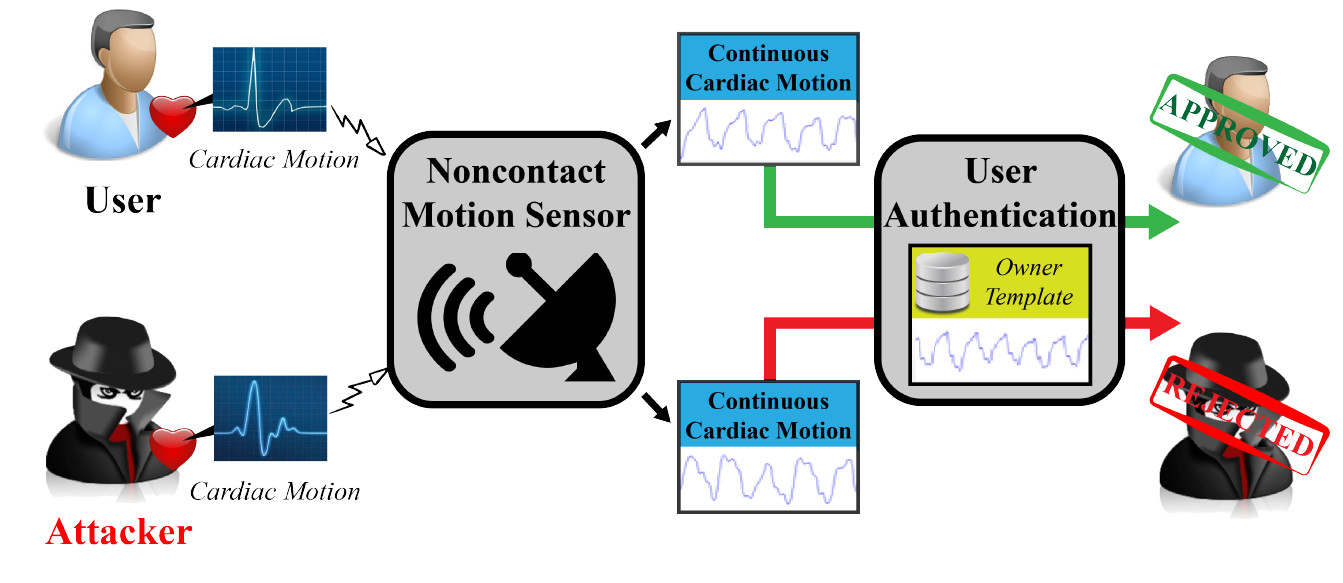 Cardiac Motion
User
Noncontact
Motion Sensor
Continuous
Cardiac Motion
User
Authentication
Owner
Template
APPROVED
Cardiac Motion
Attacker
Continuous
Cardiac Motion
REJECTED